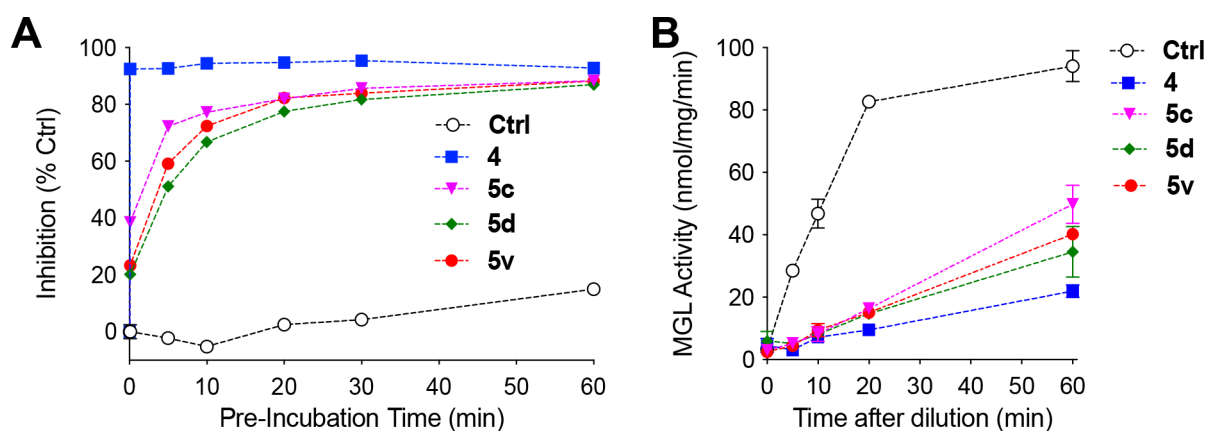 A
Inhibition (% Ctrl)
100
80
60
40
20
0
0 10 20 30 40 50 60
Pre-Incubation Time (min)
Ctrl
4
5c
5d
5v
B
MGL Activity (nmol/mg/min)
100
80
60
40
20
0
0 10 20 30 40 50 60
Time after dilution (min)
Ctrl
4
5c
5d
5v